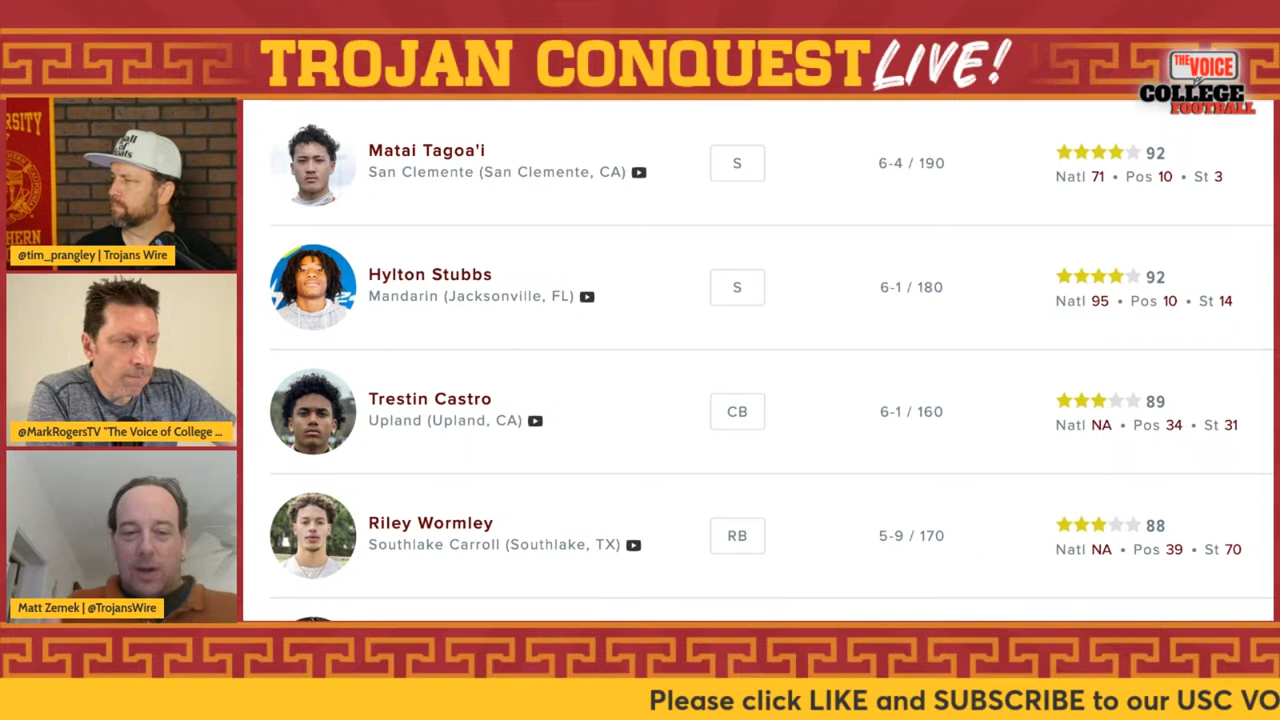 TROJAN CONQUEST LIVE!
THE VOICE
OF
COLLEGE
FOOTBALL
@tim_prangley | Trojans Wire
@MarkRogersTV "The Voice of College ...
Matt Zemek | @TrojansWire
Matai Tagoa'i
San Clemente (San Clemente, CA)
S
6-4 / 190
92
Natl 71 • Pos 10 • St 3
Hylton Stubbs
Mandarin (Jacksonville, FL)
S
6-1 / 180
92
Natl 95 • Pos 10 • St 14
Trestin Castro
Upland (Upland, CA)
CB
6-1 / 160
89
Natl NA • Pos 34 • St 31
Riley Wormley
Southlake Carroll (Southlake, TX)
RB
5-9 / 170
88
Natl NA • Pos 39 • St 70
Please click LIKE and SUBSCRIBE to our USC VO